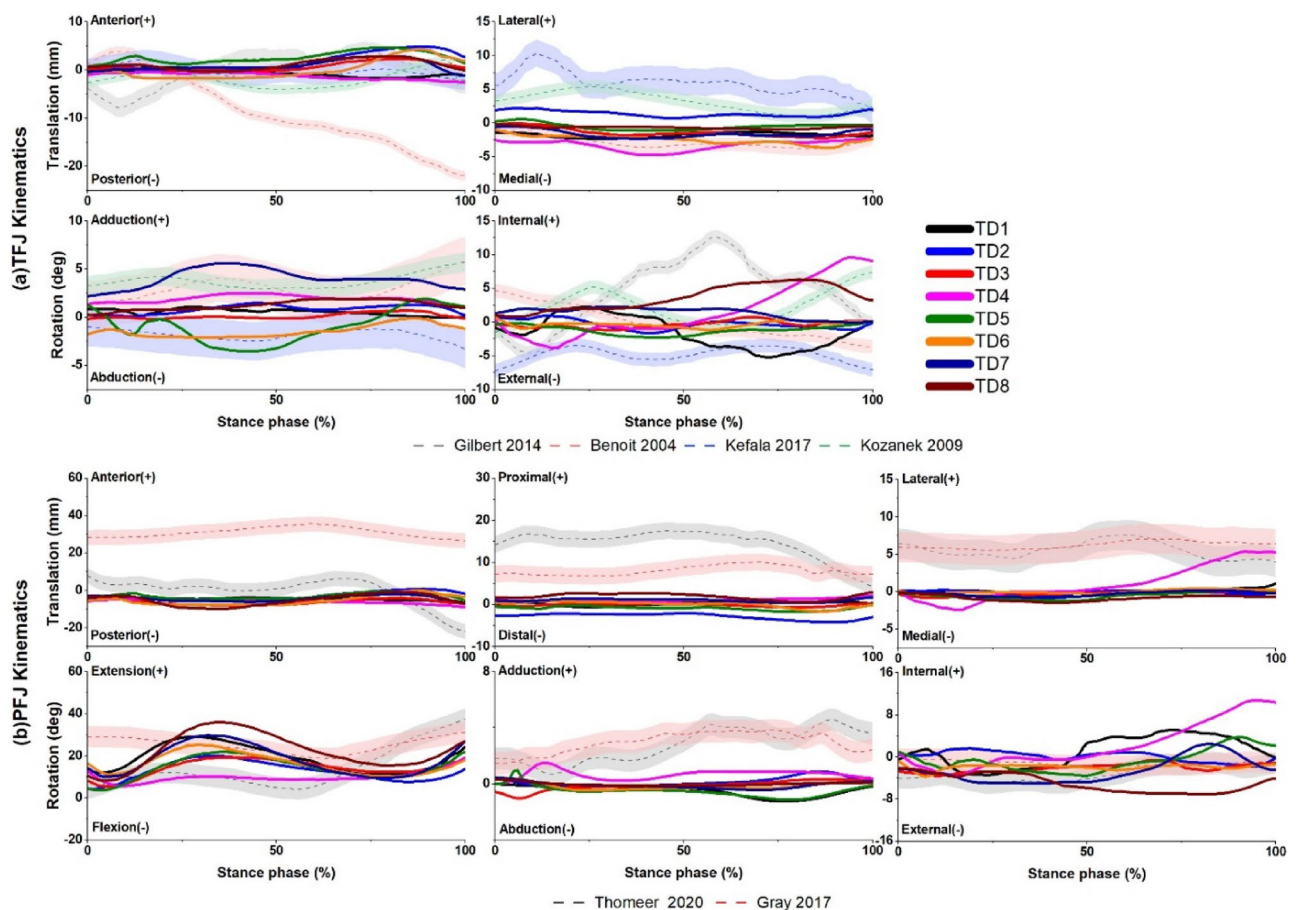 (a)TFJ Kinematics
Translation (mm)
10
0
-10
-20
Anterior(+)
Posterior(-)
0 50 100
15
10
5
0
-5
-10
Lateral(+)
Medial(-)
0 50 100
Rotation (deg)
10
5
0
-5
Adduction(+)
Abduction(-)
0 50 100
Stance phase (%)
15
10
5
0
-5
-10
Internal(+)
External(-)
0 50 100
Stance phase (%)
TD1
TD2
TD3
TD4
TD5
TD6
TD7
TD8
Gilbert 2014 Benoit 2004 Kefala 2017 Kozanek 2009
(b)PFJ Kinematics
Translation (mm)
60
40
20
0
-20
Anterior(+)
Posterior(-)
0 50 100
30
20
10
0
-10
Proximal(+)
Distal(-)
0 50 100
15
10
5
0
-5
Lateral(+)
Medial(-)
0 50 100
Rotation (deg)
60
40
20
0
-20
Extension(+)
Flexion(-)
0 50 100
Stance phase (%)
8
4
0
Adduction(+)
Abduction(-)
0 50 100
Stance phase (%)
16
8
0
-8
-16
Internal(+)
External(-)
0 50 100
Stance phase (%)
Thomeer 2020 Gray 2017